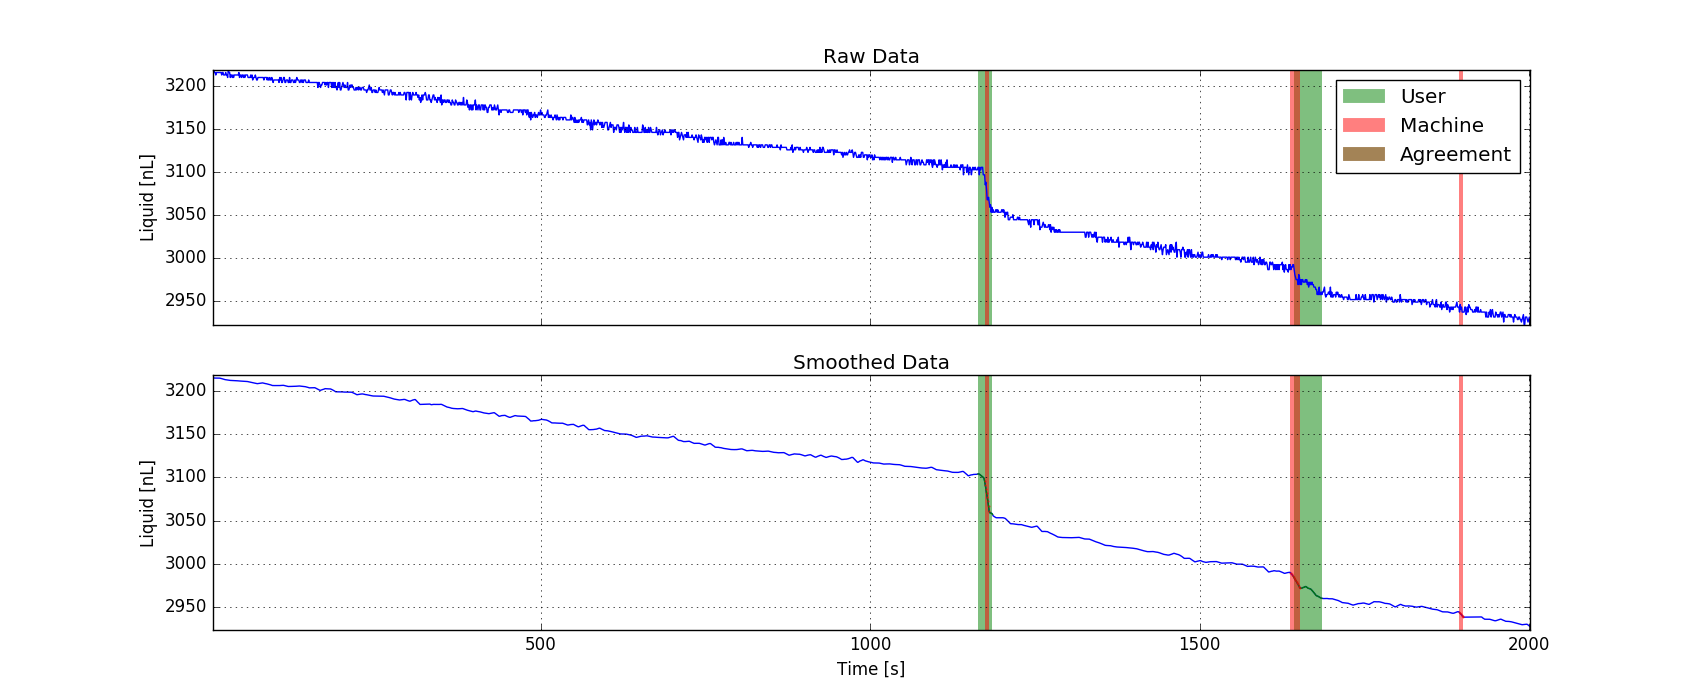 Raw Data
3200
3150
3100
3050
3000
2950
Liquid [nL]
User
Machine
Agreement
Smoothed Data
3200
3150
3100
3050
3000
2950
Liquid [nL]
500
1000
1500
2000
Time [s]